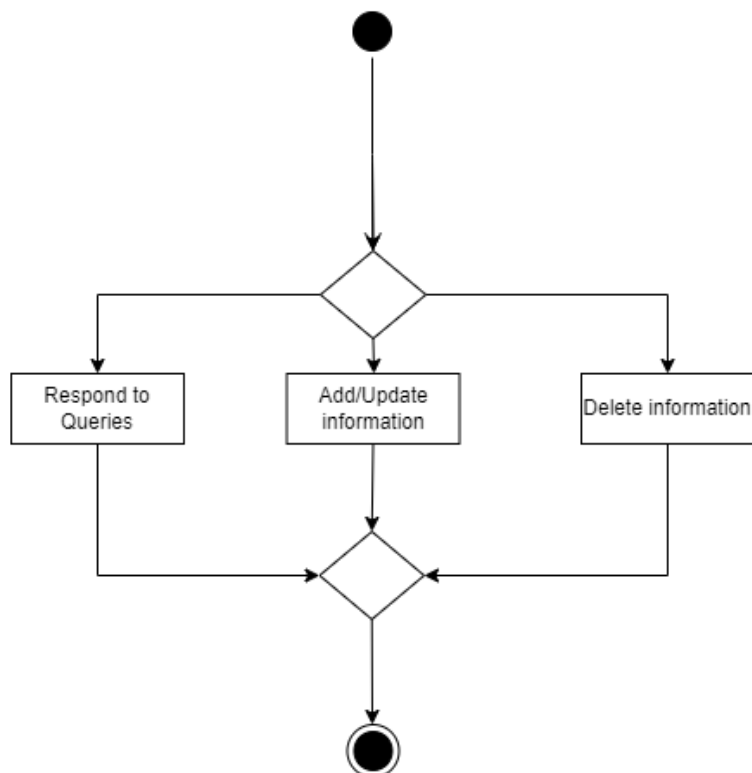 Respond to
Queries
Add/Update
information
Delete information